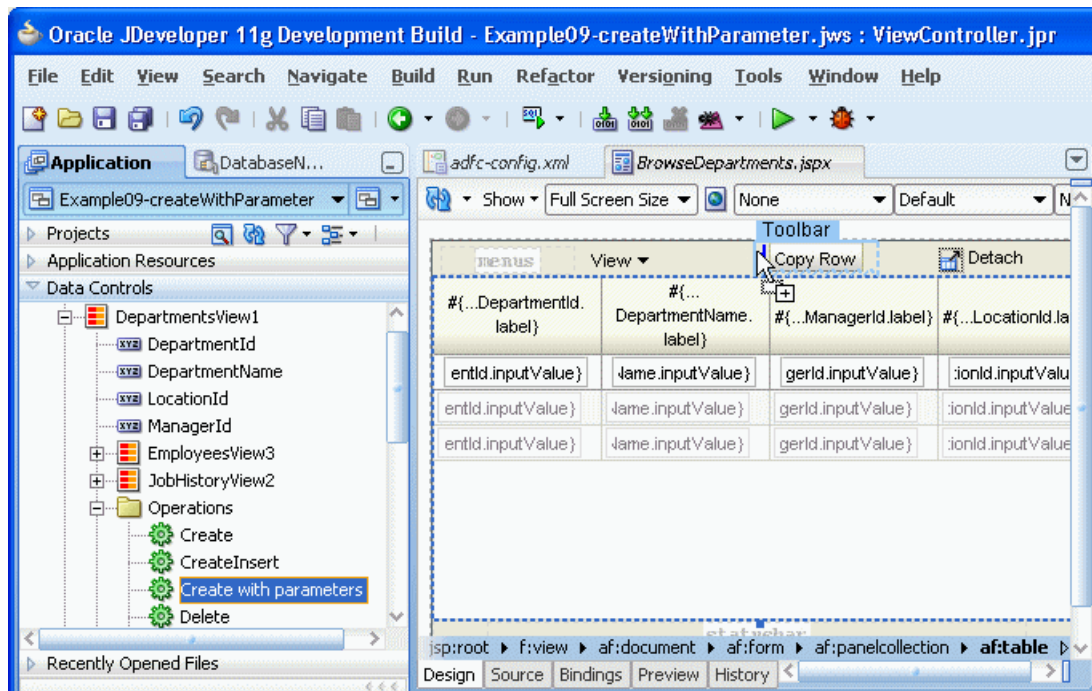 Oracle JDeveloper 11g Development Build - Example09-createWithParameter.jws : ViewController.jpr
File Edit View Search Navigate Build Run Refactor Versioning Tools Window Help
Application DatabaseN... adfc-config.xml BrowseDepartments.jspx
Example09-createWithParameter Show Full Screen Size None Default N
Projects
Toolbar
Application Resources
menus View Copy Row Detach
Data Controls
DepartmentsView1
DepartmentId
DepartmentName
LocationId
ManagerId
EmployeesView3
JobHistoryView2
Operations
Create
CreateInsert
Create with parameters
Delete
Recently Opened Files
#{...DepartmentId.
label}
#{...
DepartmentName.
label}
#{...ManagerId.label}
#{...LocationId.la
entId.inputValue} Name.inputValue} gerId.inputValue} :ionId.inputValu
entId.inputValue} Name.inputValue} gerId.inputValue} :ionId.inputValue
entId.inputValue} Name.inputValue} gerId.inputValue} :ionId.inputValue
statusbar
jsp:root f:view af:document af:form af:panelcollection af:table
Design Source Bindings Preview History